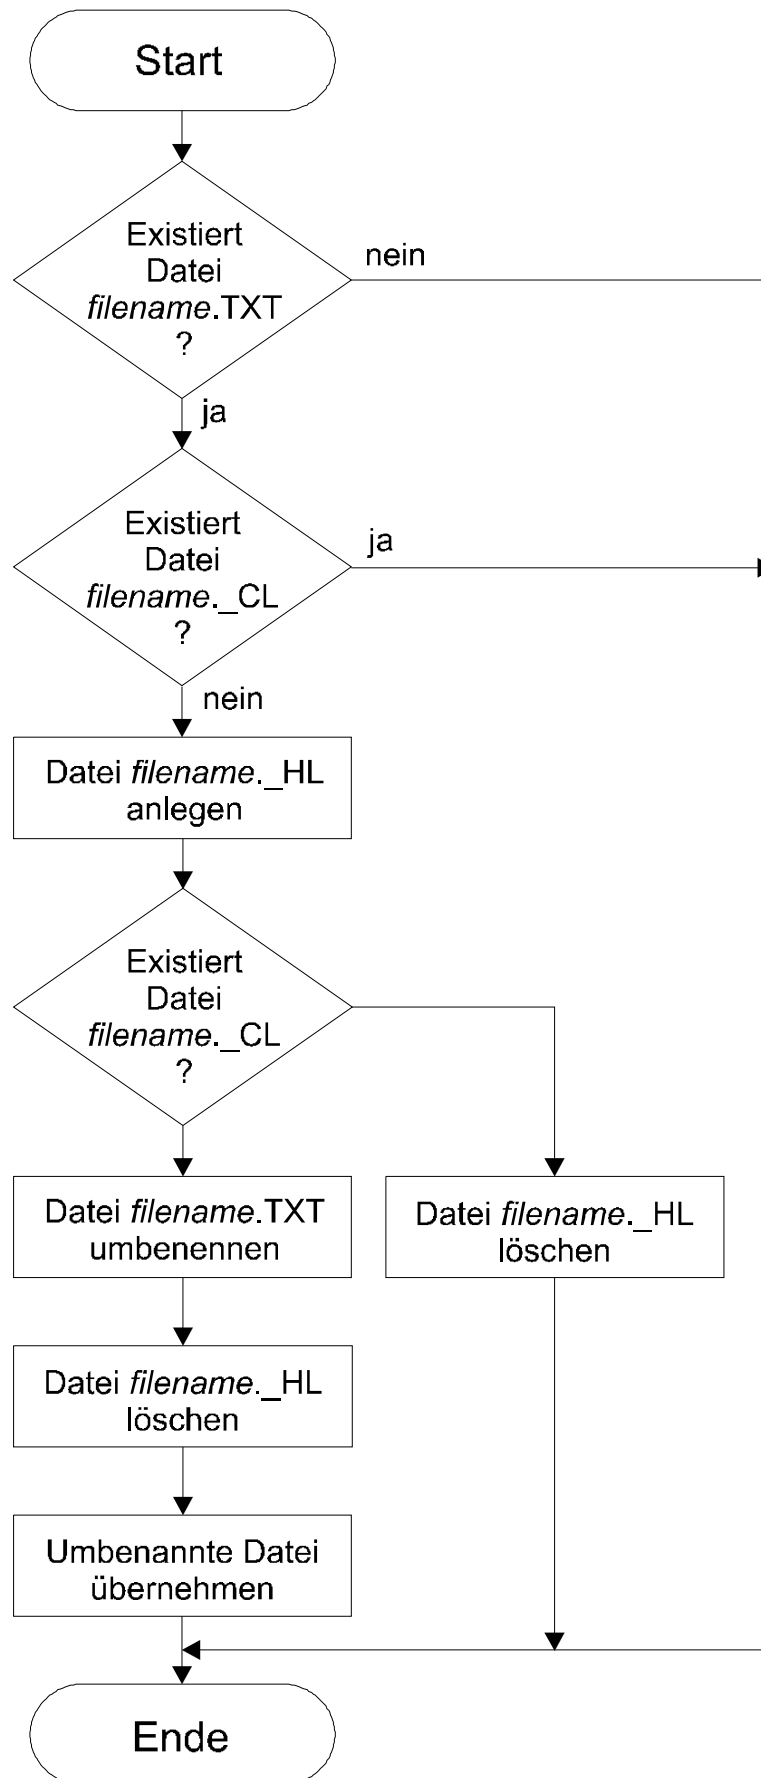 Start
Existiert
Datei
filename.TXT
?
nein
ja
Existiert
Datei
filename._CL
?
ja
nein
Datei filename._HL
anlegen
Existiert
Datei
filename._CL
?
Datei filename.TXT
umbenennen
Datei filename._HL
löschen
Datei filename._HL
löschen
Umbenannte Datei
übernehmen
Ende